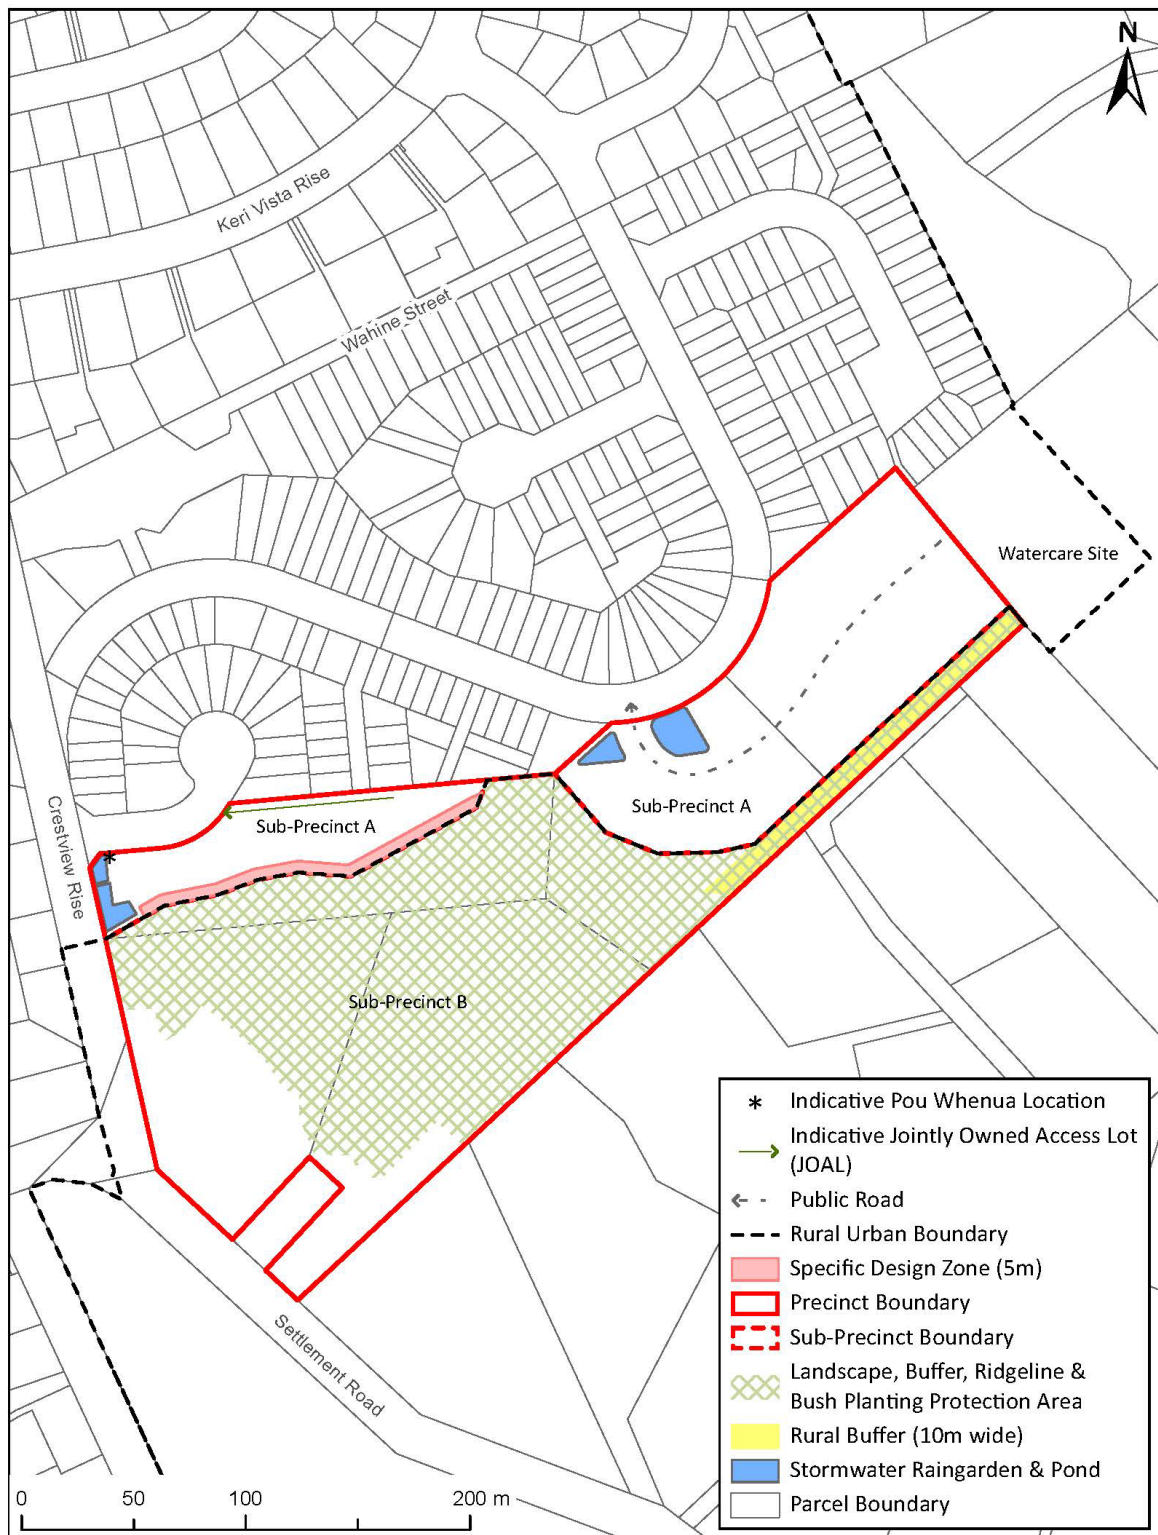 N
Keri Vista Rise
Wahine Street
Watercare Site
Sub-Precinct A
Sub-Precinct A
Crestview Rise
Sub-Precinct B
Settlement Road
* Indicative Pou Whenua Location
Indicative Jointly Owned Access Lot
(JOAL)
Public Road
Rural Urban Boundary
Specific Design Zone (5m)
Precinct Boundary
Sub-Precinct Boundary
Landscape, Buffer, Ridgeline &
Bush Planting Protection Area
Rural Buffer (10m wide)
Stormwater Raingarden & Pond
Parcel Boundary
0 50 100 200 m